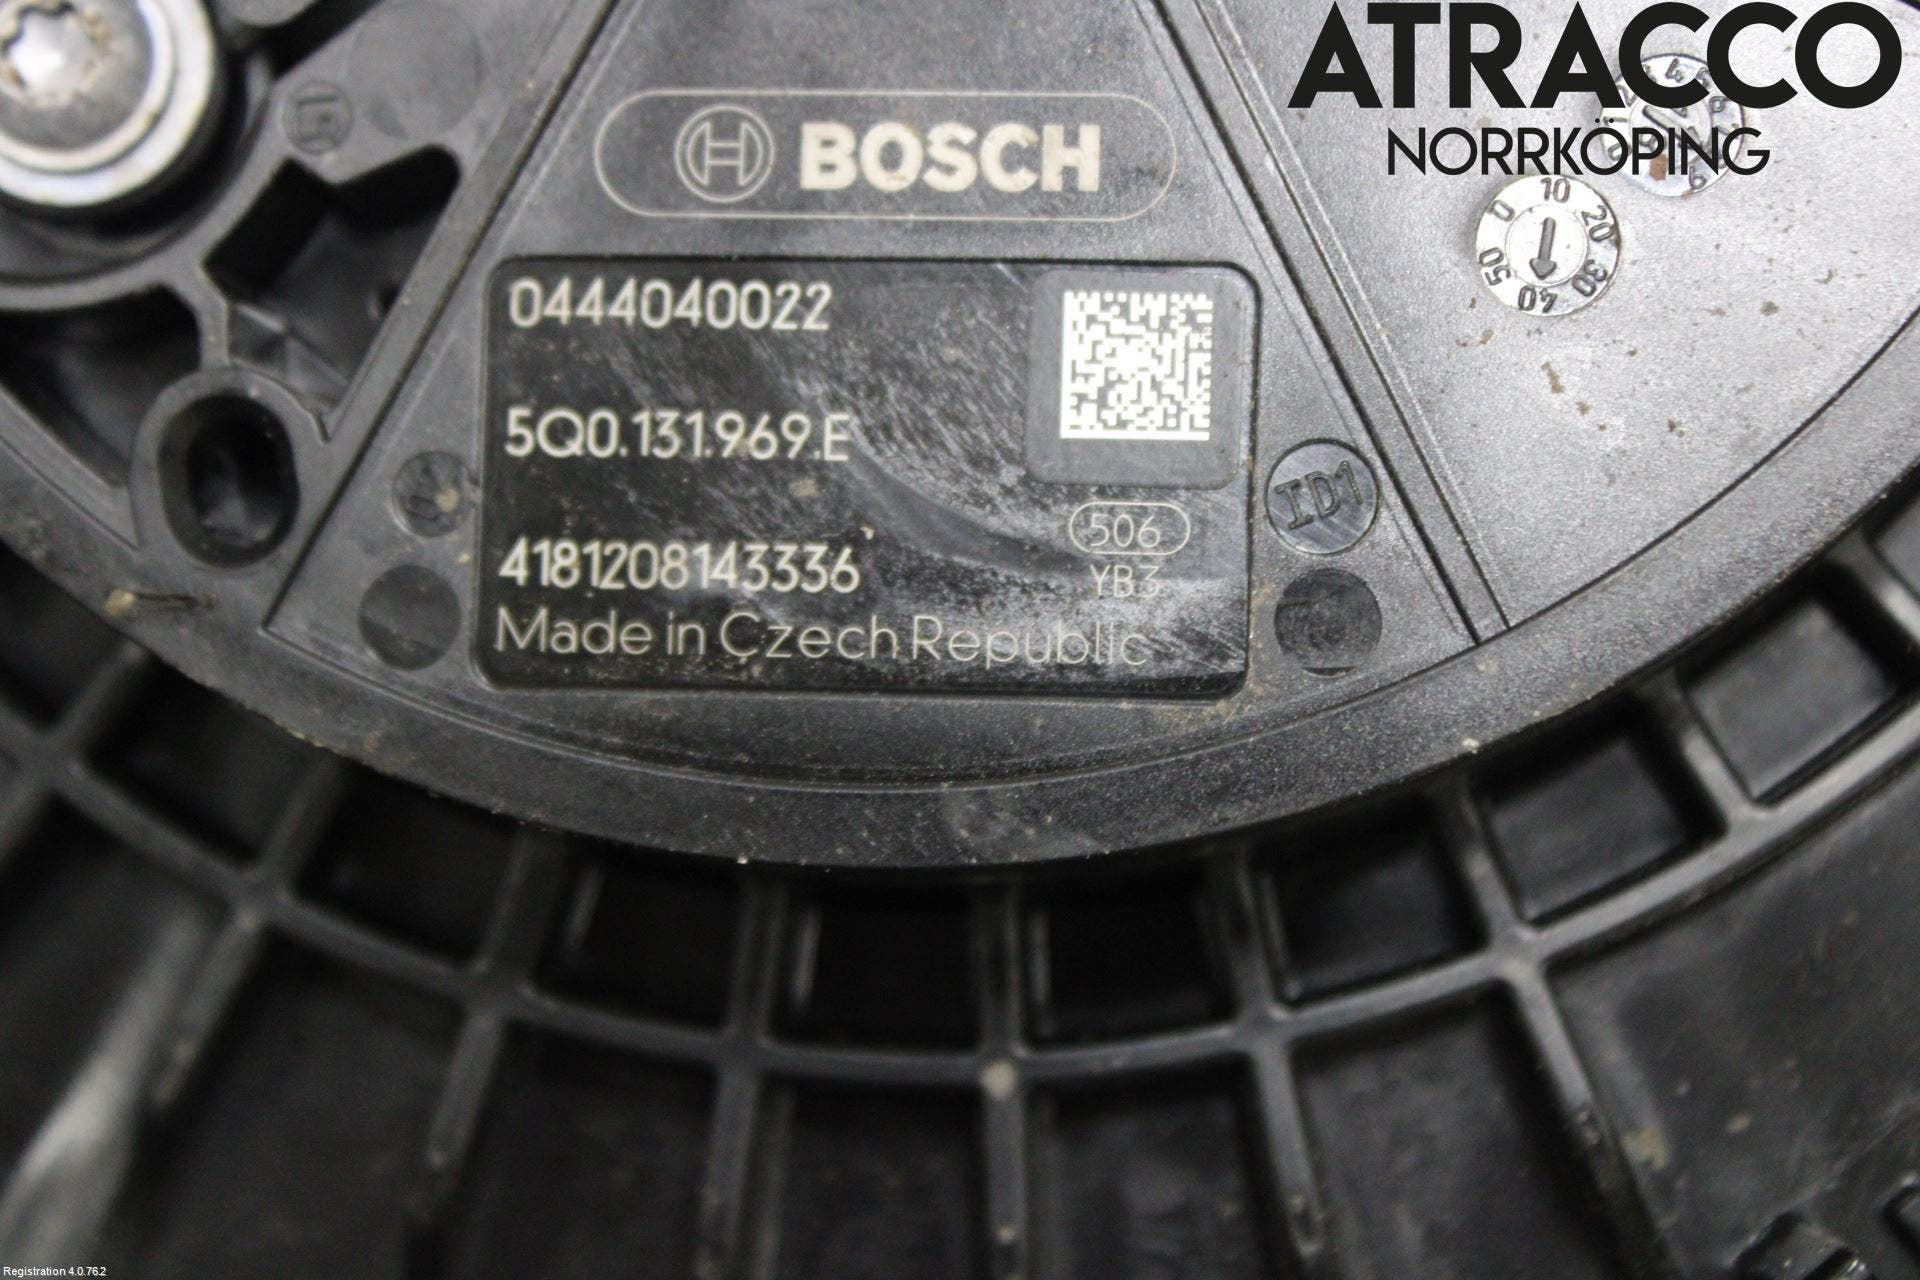 ATRACCO
NORRKÖPING
BOSCH
0444040022
5Q0.131.969.E
506
YB3
4181208143336
Made in Czech Republic
ID1
0 10 20 30 40 50
Registration 4.0.76.2